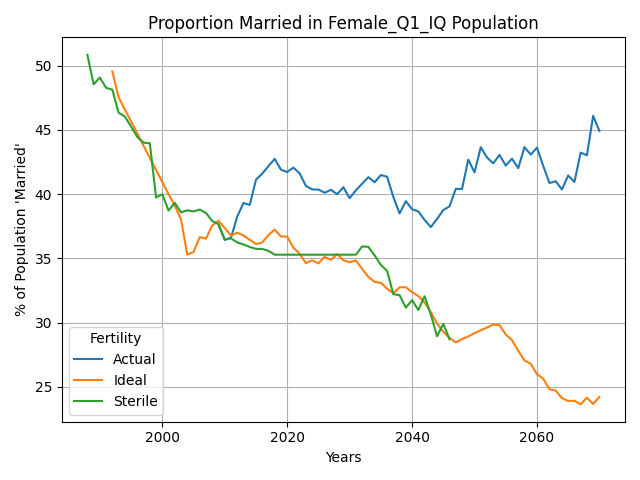 Proportion Married in Female_Q1_IQ Population
% of Population 'Married'
50
45
40
35
30
25
Fertility
Actual
Ideal
Sterile
2000
2020
2040
2060
Years